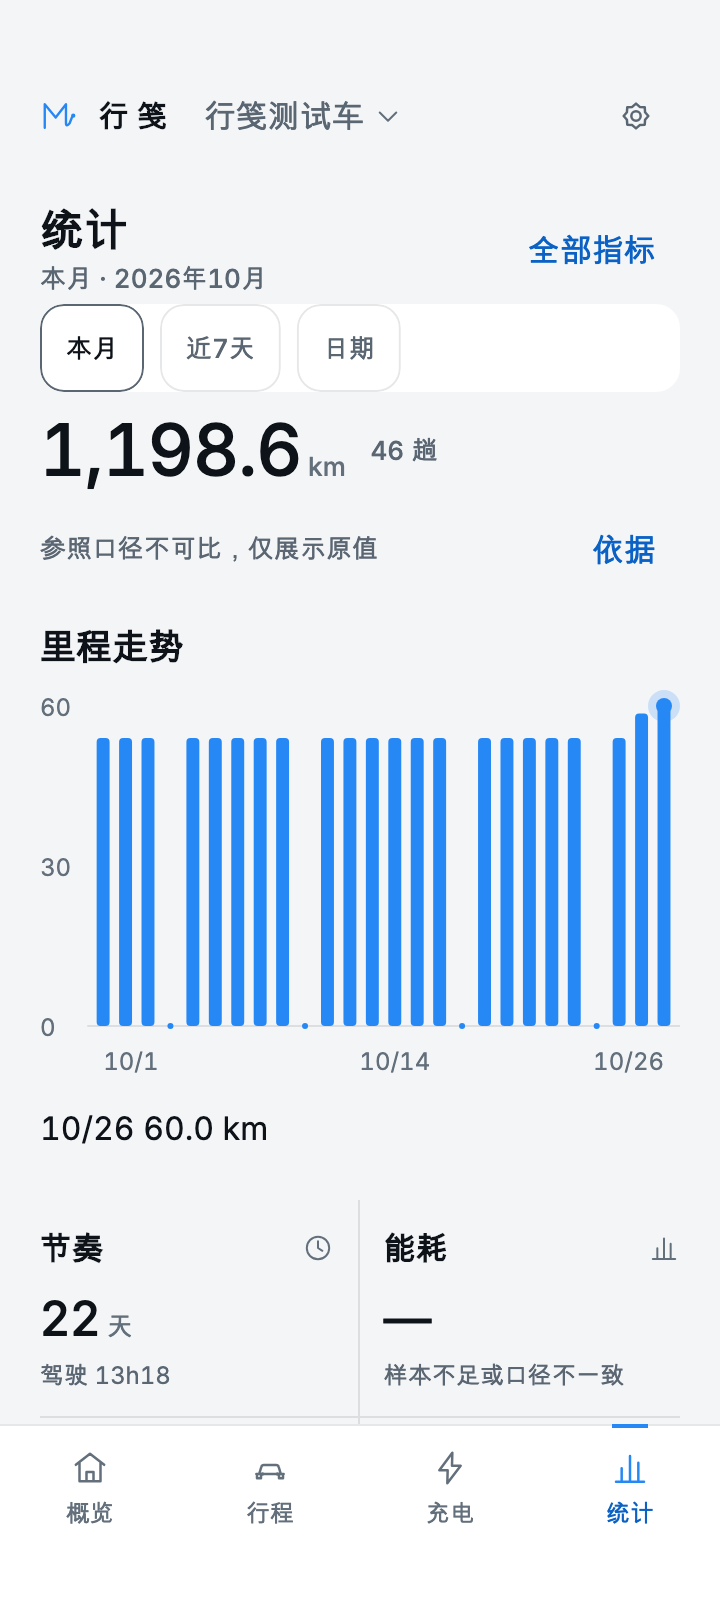 行笺 行笺测试车
统计
全部指标
本月 · 2026年10月
本月 近7天 日期
1,198.6 km 46 趟
参照口径不可比，仅展示原值 依据
里程走势
60
30
0
10/1 10/14 10/26
10/26 60.0 km
节奏 能耗
22 天 —
驾驶 13h18 样本不足或口径不一致
概览 行程 充电 统计